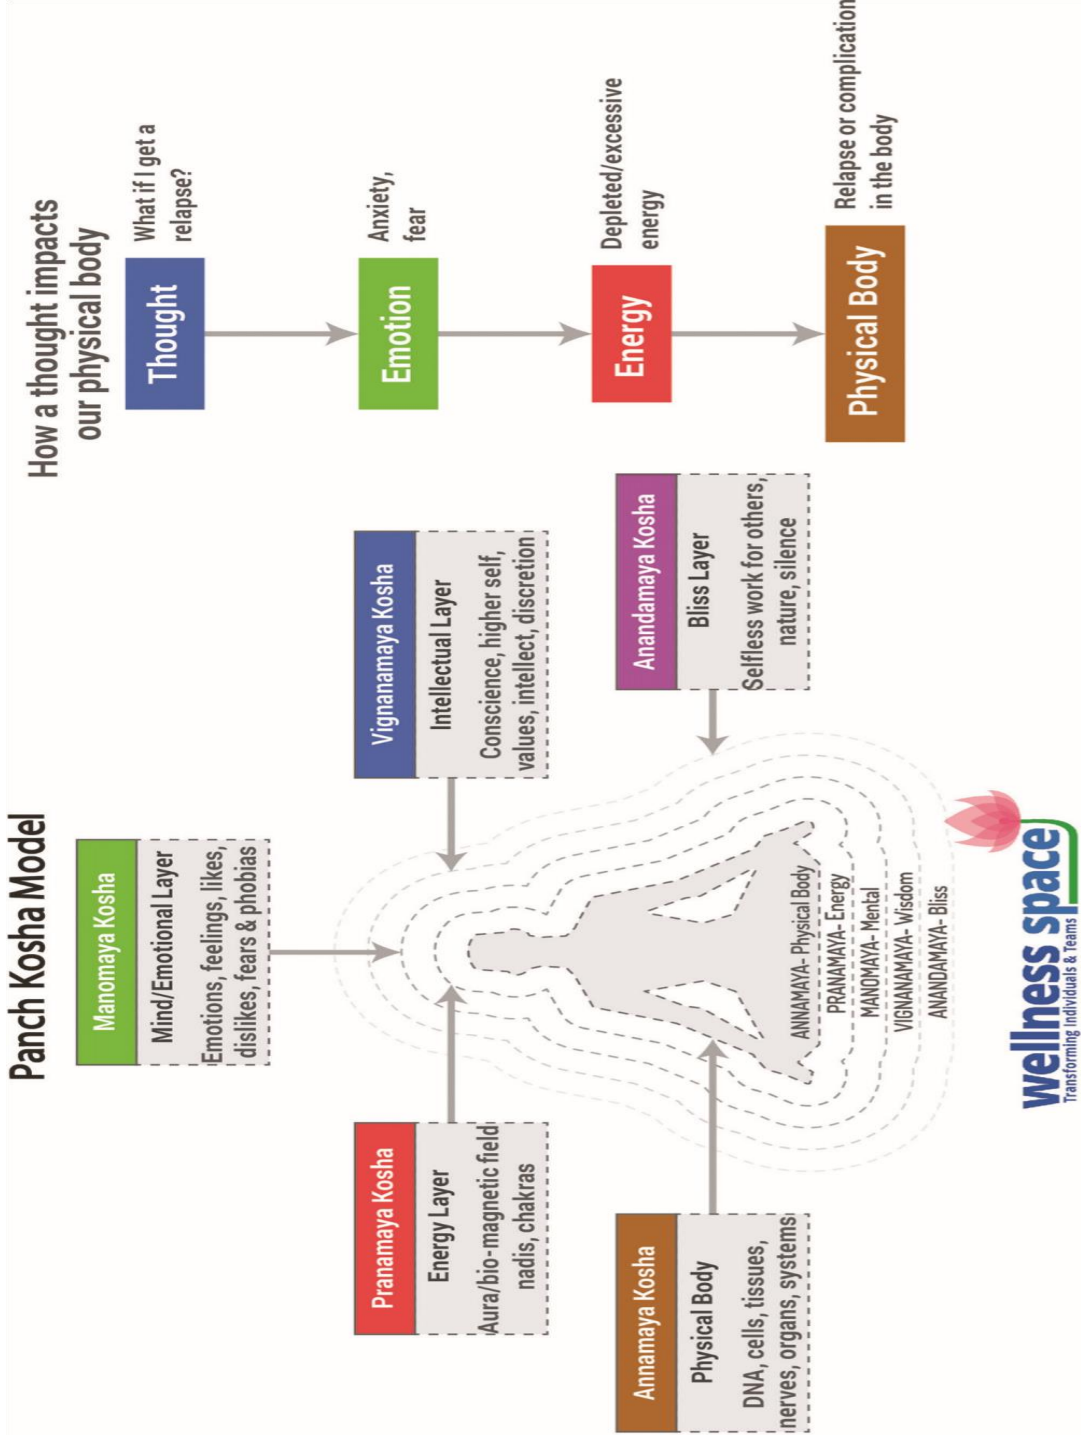 Panch Kosha Model
Manomaya Kosha
Mind/Emotional Layer
Emotions, feelings, likes,
dislikes, fears & phobias
Pranamaya Kosha
Energy Layer
Aura/bio-magnetic field
nadis, chakras
Vignanamaya Kosha
Intellectual Layer
Conscience, higher self,
values, intellect, discretion
Annamaya Kosha
Physical Body
DNA, cells, tissues,
nerves, organs, systems
Anandamaya Kosha
Bliss Layer
Selfless work for others,
nature, silence
ANNAMAYA- Physical Body
PRANAMAYA- Energy
MANOMAYA- Mental
VIGNANAMAYA- Wisdom
ANANDAMAYA- Bliss
wellness space
Transforming Individuals & Teams
How a thought impacts
our physical body
Thought
What if I get a
relapse?
Emotion
Anxiety,
fear
Energy
Depleted/excessive
energy
Physical Body
Relapse or complication
in the body